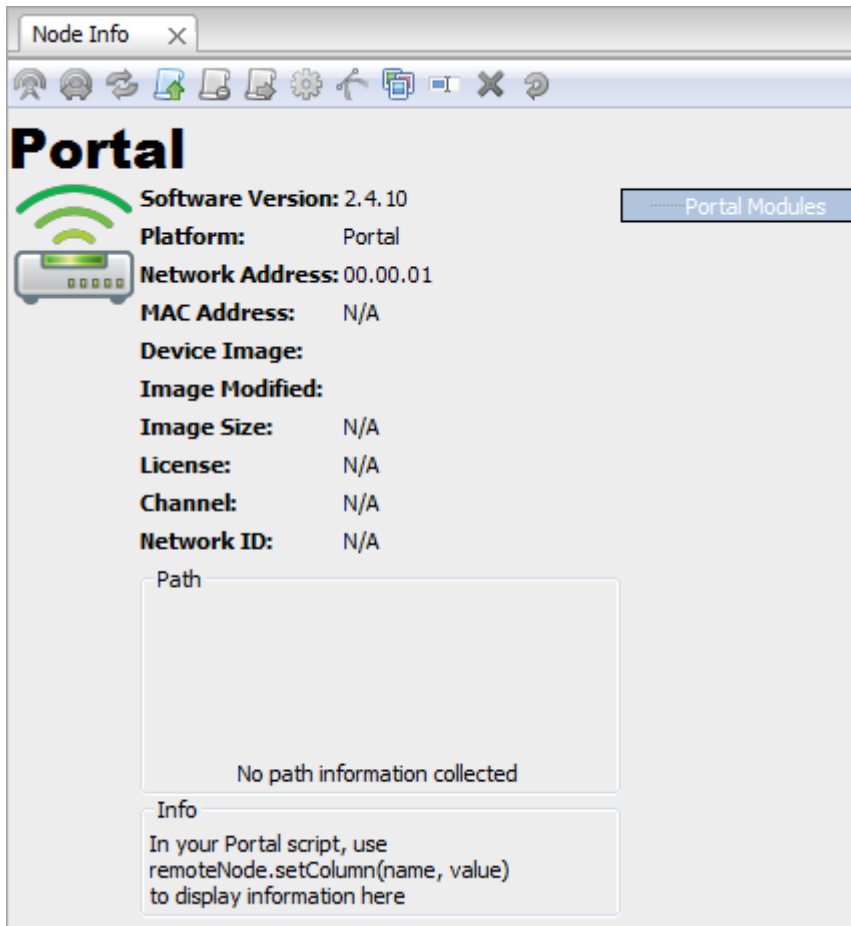 Node Info
Portal
Software Version: 2.4.10
Portal Modules
Platform: Portal
Network Address: 00.00.01
MAC Address: N/A
Device Image:
Image Modified:
Image Size: N/A
License: N/A
Channel: N/A
Network ID: N/A
Path
No path information collected
Info
In your Portal script, use
remoteNode.setColumn(name, value)
to display information here